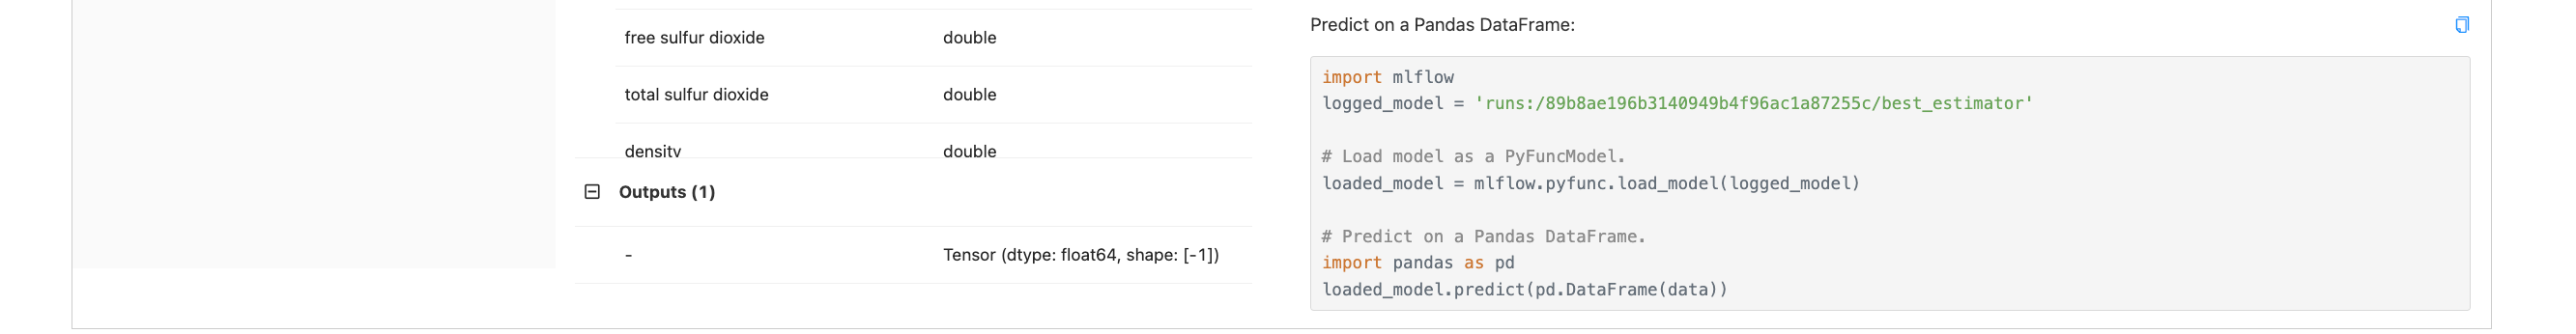 free sulfur dioxide double
total sulfur dioxide double
density double
Outputs (1)
- Tensor (dtype: float64, shape: [-1])
Predict on a Pandas DataFrame:
import mlflow
logged_model = 'runs:/89b8ae196b3140949b4f96ac1a87255c/best_estimator'
# Load model as a PyFuncModel.
loaded_model = mlflow.pyfunc.load_model(logged_model)
# Predict on a Pandas DataFrame.
import pandas as pd
loaded_model.predict(pd.DataFrame(data))